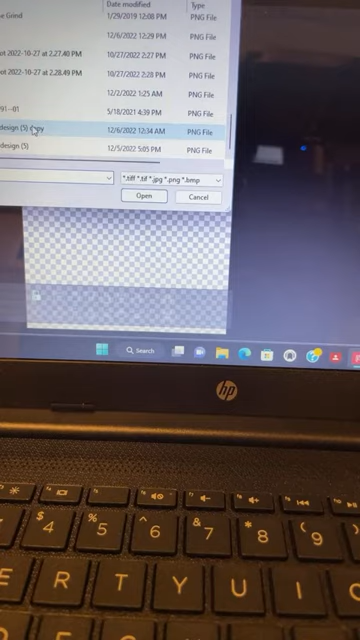 Date modified Type
e Grind 1/29/2019 12:08 PM PNG File
12/6/2022 12:29 PM PNG File
ot 2022-10-27 at 2.27.40 PM 10/27/2022 2:27 PM PNG File
ot 2022-10-27 at 2.28.49 PM 10/27/2022 2:28 PM PNG File
12/2/2022 1:25 AM PNG File
91--01 5/18/2021 4:39 PM PNG File
design (5) copy 12/6/2022 12:34 AM PNG File
design (5) 12/5/2022 5:05 PM PNG File
*.tiff *.tif *.jpg *.png *.bmp
Open Cancel
Search
hp
$ % ^ & * (
4 5 6 7 8 9
E R T Y U I